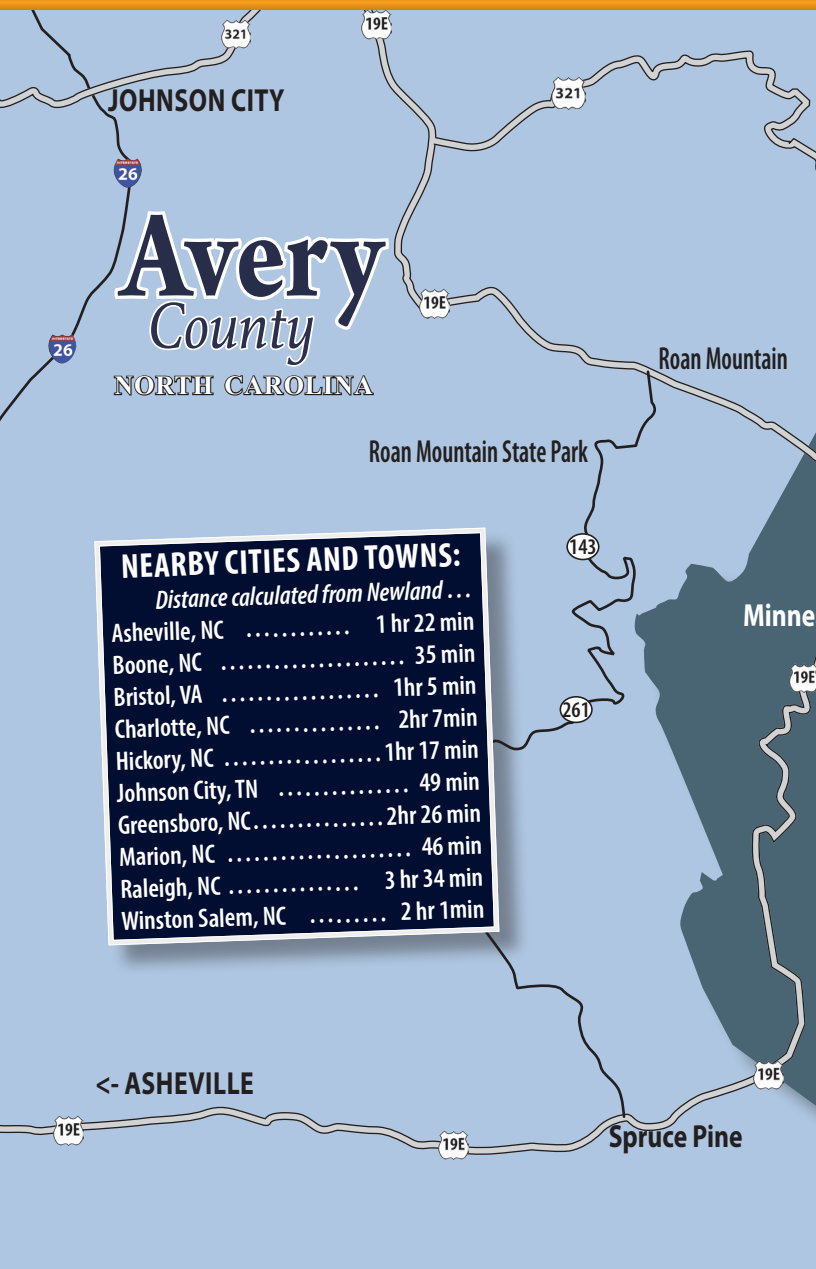 321
19E
321
JOHNSON CITY
26
Avery
County
NORTH CAROLINA
19E
26
Roan Mountain
Roan Mountain State Park
143
NEARBY CITIES AND TOWNS:
Distance calculated from Newland . . .
Asheville, NC ............ 1 hr 22 min
Boone, NC ..................... 35 min
Bristol, VA .................. 1hr 5 min
Charlotte, NC ............... 2hr 7min
Hickory, NC .................. 1hr 17 min
Johnson City, TN ............... 49 min
Greensboro, NC............... 2hr 26 min
Marion, NC ..................... 46 min
Raleigh, NC ............... 3 hr 34 min
Winston Salem, NC ......... 2 hr 1min
Minne
19E
261
<- ASHEVILLE
19E
19E
19E
Spruce Pine